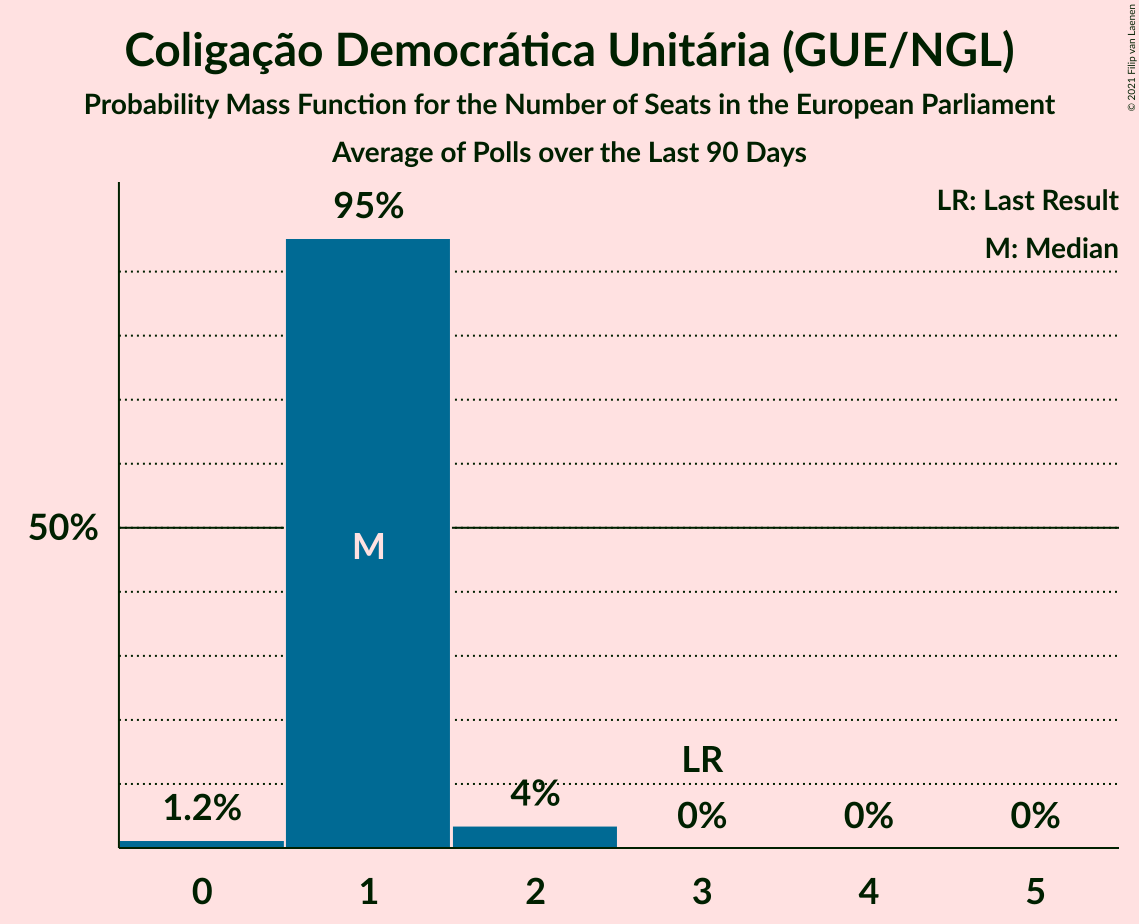 Coligação Democrática Unitária (GUE/NGL)
Probability Mass Function for the Number of Seats in the European Parliament
Average of Polls over the Last 90 Days
© 2021 Filip van Laenen
LR: Last Result
M: Median
95%
50%
M
LR
1.2%
4%
0%
0%
0%
0
1
2
3
4
5